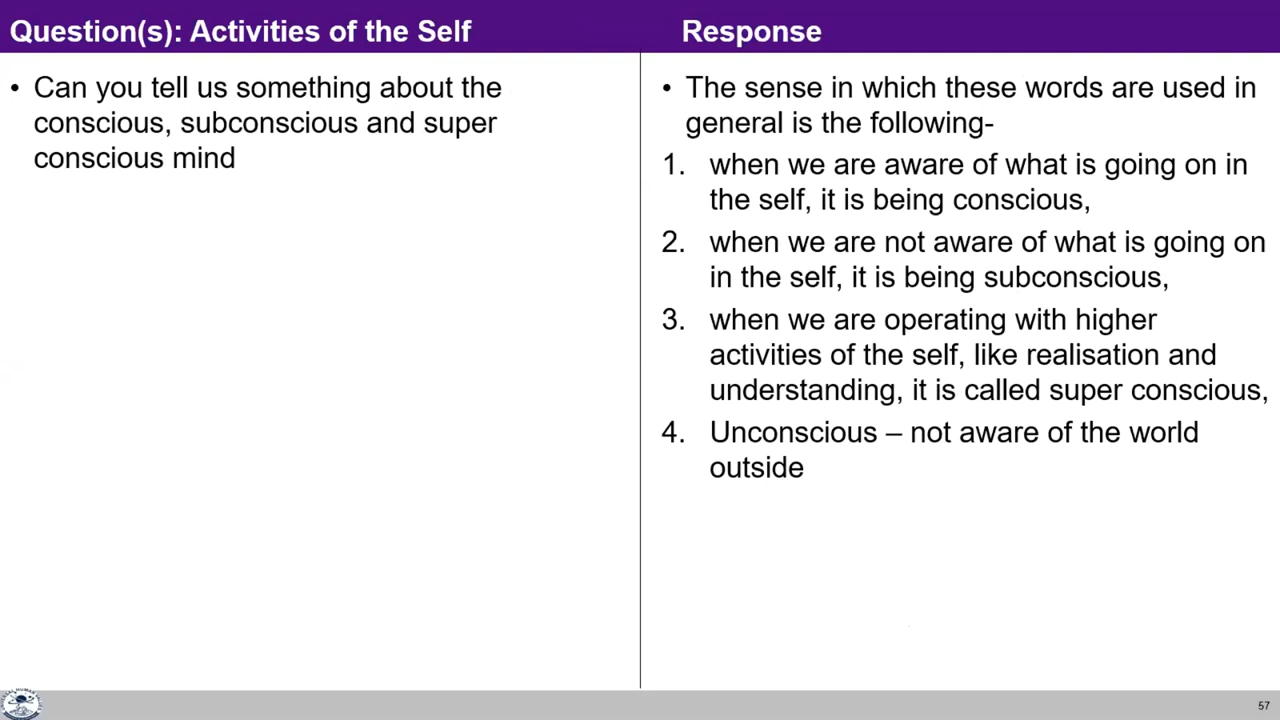 Question(s): Activities of the Self
Response
• Can you tell us something about the
conscious, subconscious and super
conscious mind
• The sense in which these words are used in
general is the following-
1. when we are aware of what is going on in
the self, it is being conscious,
2. when we are not aware of what is going on
in the self, it is being subconscious,
3. when we are operating with higher
activities of the self, like realisation and
understanding, it is called super conscious,
4. Unconscious – not aware of the world
outside
57